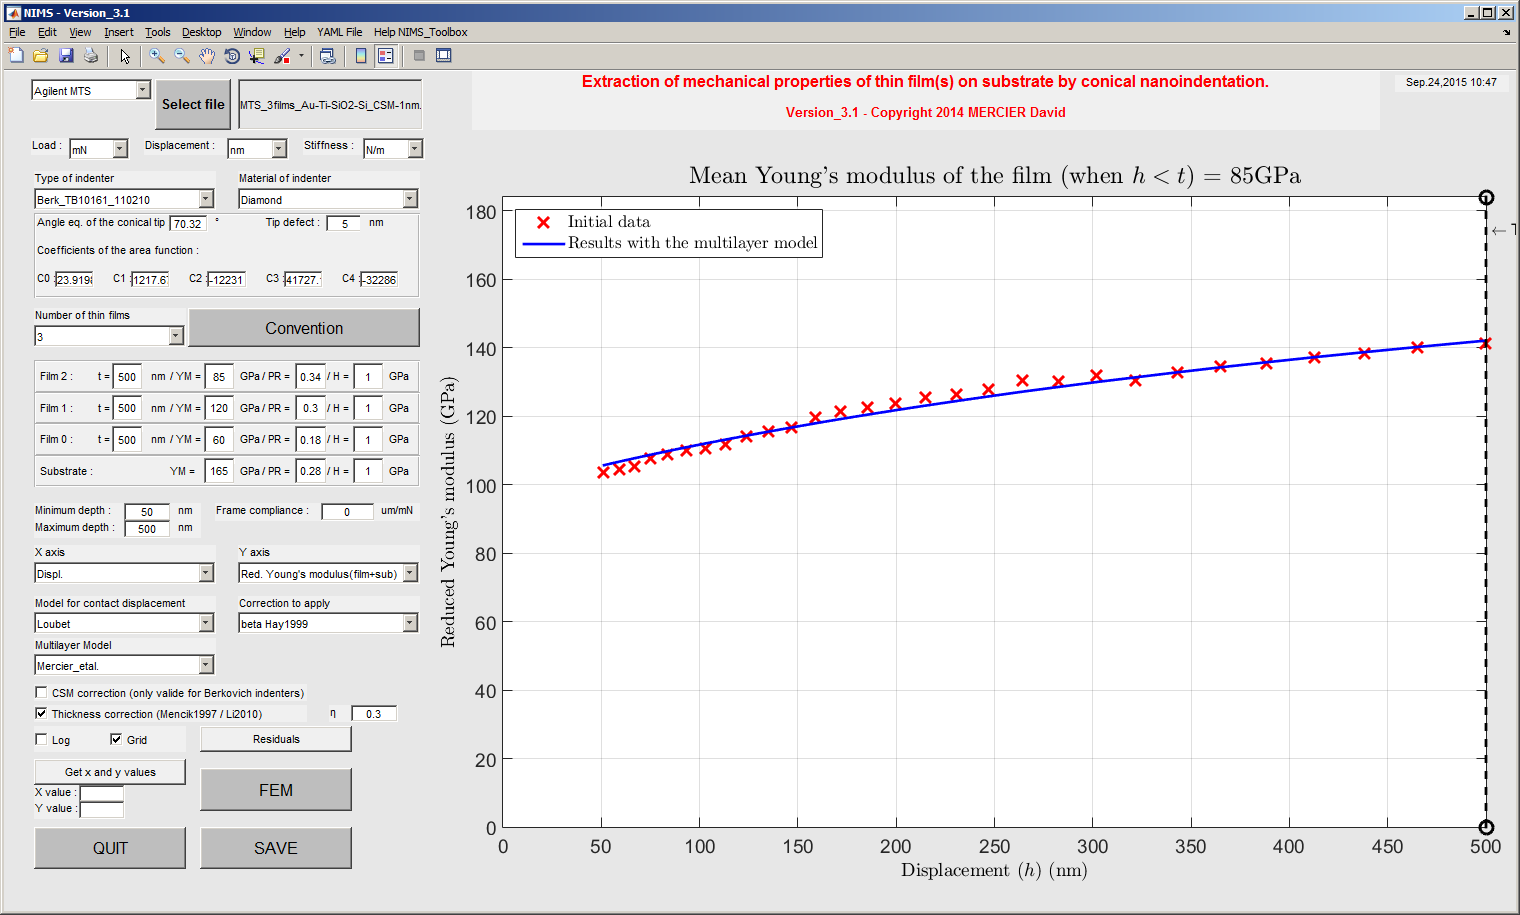 NIMS - Version_3.1
File Edit View Insert Tools Desktop Window Help YAML File Help NIMS_Toolbox
Extraction of mechanical properties of thin film(s) on substrate by conical nanoindentation.
Version_3.1 - Copyright 2014 MERCIER David
Sep.24,2015 10:47
Agilent MTS
Select file
MTS_3films_Au-Ti-SiO2-Si_CSM-1nm.
Load : mN Displacement : nm Stiffness : N/m
Type of indenter Material of indenter
Berk_TB10161_110210 Diamond
Angle eq. of the conical tip 70.32 ° Tip defect : 5 nm
Coefficients of the area function :
C0 : 23.9198 C1 : 1217.67 C2 : -12231 C3 : 41727. C4 : -32286
Number of thin films
3
Convention
Film 2 : t = 500 nm / YM = 85 GPa / PR = 0.34 / H = 1 GPa
Film 1 : t = 500 nm / YM = 120 GPa / PR = 0.3 / H = 1 GPa
Film 0 : t = 500 nm / YM = 60 GPa / PR = 0.18 / H = 1 GPa
Substrate : YM = 165 GPa / PR = 0.28 / H = 1 GPa
Minimum depth : 50 nm Frame compliance : 0 um/mN
Maximum depth : 500 nm
X axis Y axis
Displ. Red. Young's modulus(film+sub)
Model for contact displacement Correction to apply
Loubet beta Hay1999
Multilayer Model
Mercier_etal.
CSM correction (only valide for Berkovich indenters)
Thickness correction (Mencik1997 / Li2010) η 0.3
Log Grid Residuals
Get x and y values
X value :
Y value :
FEM
QUIT SAVE
Mean Young's modulus of the film (when h < t) = 85GPa
Initial data
Results with the multilayer model
← T
Reduced Young's modulus (GPa)
180
160
140
120
100
80
60
40
20
0
0 50 100 150 200 250 300 350 400 450 500
Displacement (h) (nm)